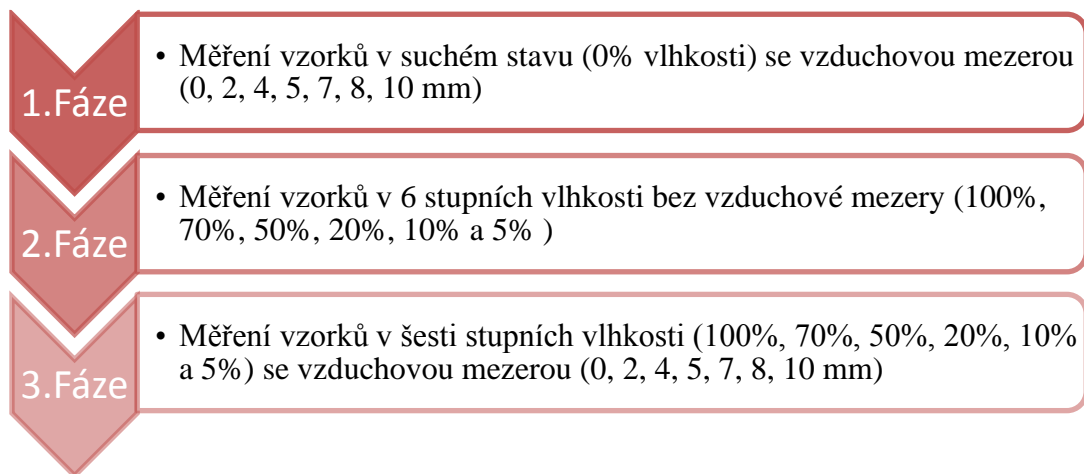 1.Fáze
• Měření vzorků v suchém stavu (0% vlhkosti) se vzduchovou mezerou
(0, 2, 4, 5, 7, 8, 10 mm)
2.Fáze
• Měření vzorků v 6 stupních vlhkosti bez vzduchové mezery (100%,
70%, 50%, 20%, 10% a 5% )
3.Fáze
• Měření vzorků v šesti stupních vlhkosti (100%, 70%, 50%, 20%, 10%
a 5%) se vzduchovou mezerou (0, 2, 4, 5, 7, 8, 10 mm)